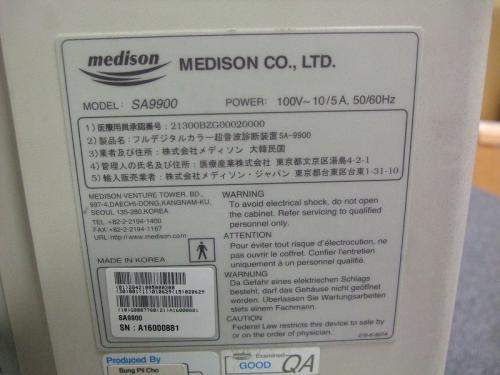 medison
MEDISON CO., LTD.
MODEL: SA9900 POWER: 100V~10/5A, 50/60Hz
1)医療用具承認番号: 21300BZG00020000
2)製品名: フルデジタルカラー超音波診断装置SA-9900
3)業者及び住所: 株式会社メディソン 大韓民国
4)管理人の氏名及び住所: 医療産業株式会社 東京都文京区湯島4-2-1
5)輸入販売業者: 株式会社メディソン・ジャパン 東京都台東区台東1-31-10
MEDISON VENTURE TOWER. BD.,
997-4,DAECHI-DONG,KANGNAM-KU,
SEOUL 135-280,KOREA
TEL:+82-2-2194-1400
FAX:+82-2-2194-1167
URL:http://www.medison.com
MADE IN KOREA
WARNING
To avoid electrical shock, do not open
the cabinet. Refer servicing to qualified
personnel only.
ATTENTION
Pour éviter tout risque d'électrocution, ne
pas ouvrir le coffret. Confier l'entretien
uniquement à un personnel qualifié.
WARNUNG
Da Gefahr eines elektrischen Schlags
besteht, darf das Gehäuse nicht geöffnet
werden. Überlassen Sie Wartungsarbeiten
stets einem Fachmann.
CAUTION
Federal law restricts this device to sale by
or on the order of physician.
SA9900
SN : A16000881
Produced By
Sung Pil Cho
medison Examined
GOOD QA